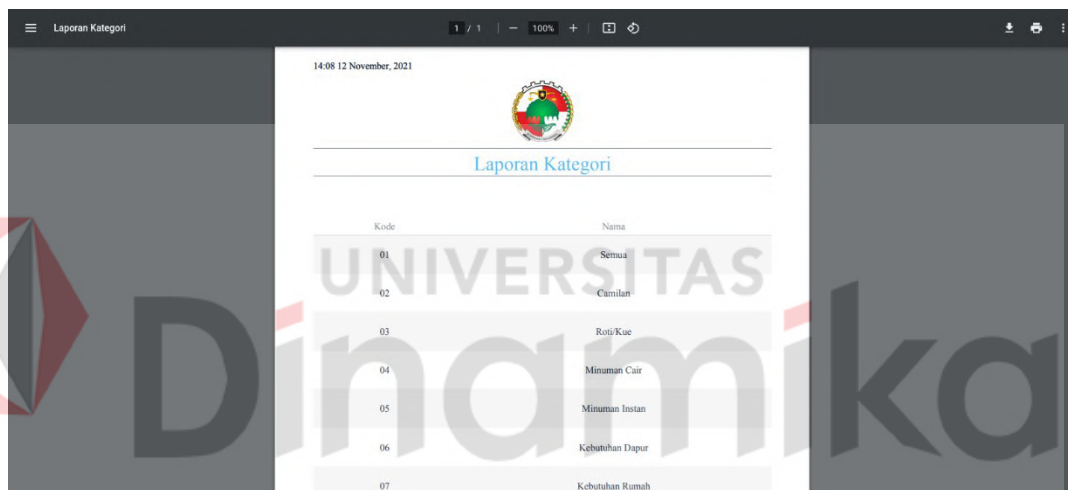 Laporan Kategori
1 / 1 | − 100% + |
14:08 12 November, 2021
Laporan Kategori
Kode Nama
01 Semua
02 Camilan
03 Roti/Kue
04 Minuman Cair
05 Minuman Instan
06 Kebutuhan Dapur
07 Kebutuhan Rumah
UNIVERSITAS
Dinamika